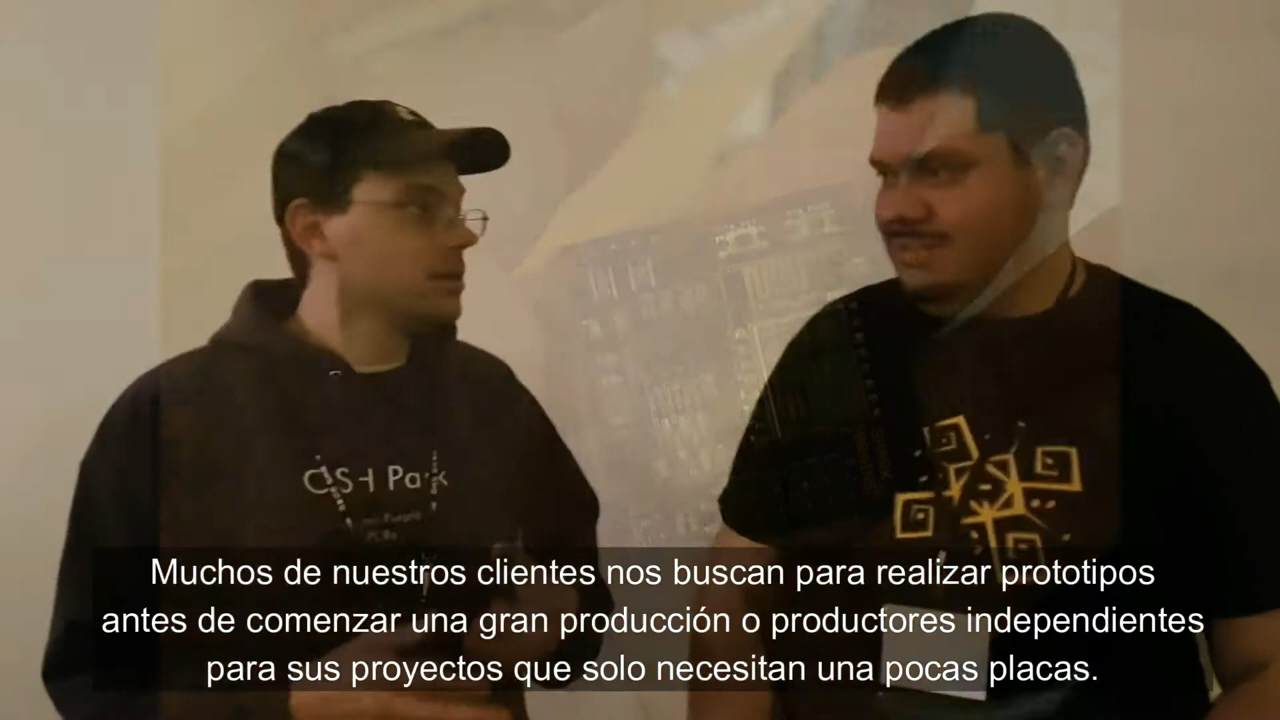 OSH Park
Muchos de nuestros clientes nos buscan para realizar prototipos
antes de comenzar una gran producción o productores independientes
para sus proyectos que solo necesitan una pocas placas.